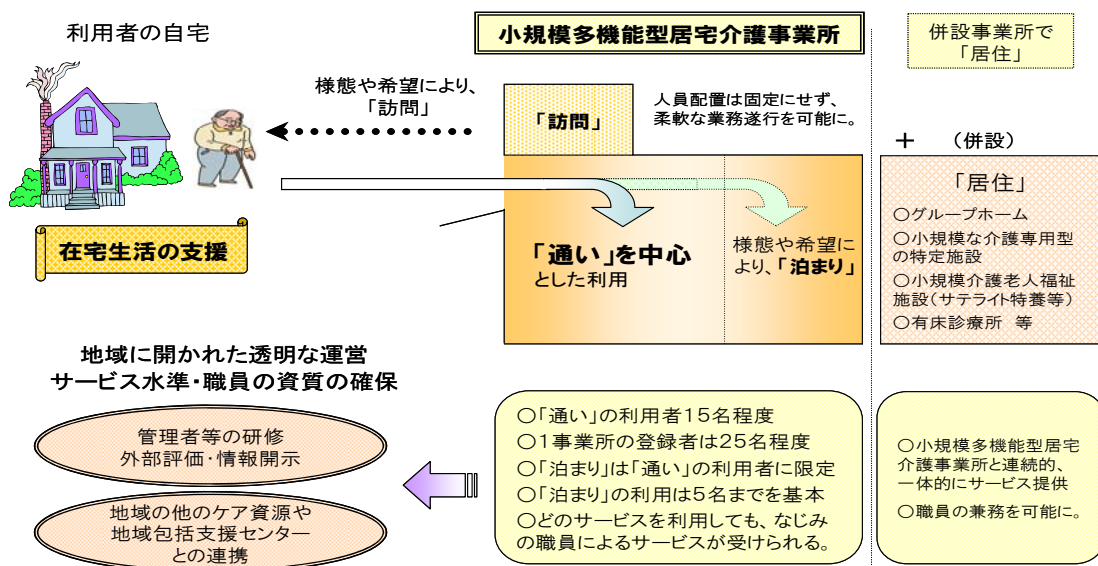 利用者の自宅
小規模多機能型居宅介護事業所
併設事業所で
「居住」
様態や希望により、
「訪問」
「訪問」
人員配置は固定にせず、
柔軟な業務遂行を可能に。
+ (併設)
在宅生活の支援
「通い」を中心
とした利用
様態や希望に
より、「泊まり」
「居住」
○グループホーム
○小規模な介護専用型
の特定施設
○小規模介護老人福祉
施設(サテライト特養等)
○有床診療所 等
地域に開かれた透明な運営
サービス水準・職員の資質の確保
管理者等の研修
外部評価・情報開示
地域の他のケア資源や
地域包括支援センター
との連携
○「通い」の利用者15名程度
○1事業所の登録者は25名程度
○「泊まり」は「通い」の利用者に限定
○「泊まり」の利用は5名までを基本
○どのサービスを利用しても、なじみ
の職員によるサービスが受けられる。
○小規模多機能型居宅
介護事業所と連続的、
一体的にサービス提供
○職員の兼務を可能に。